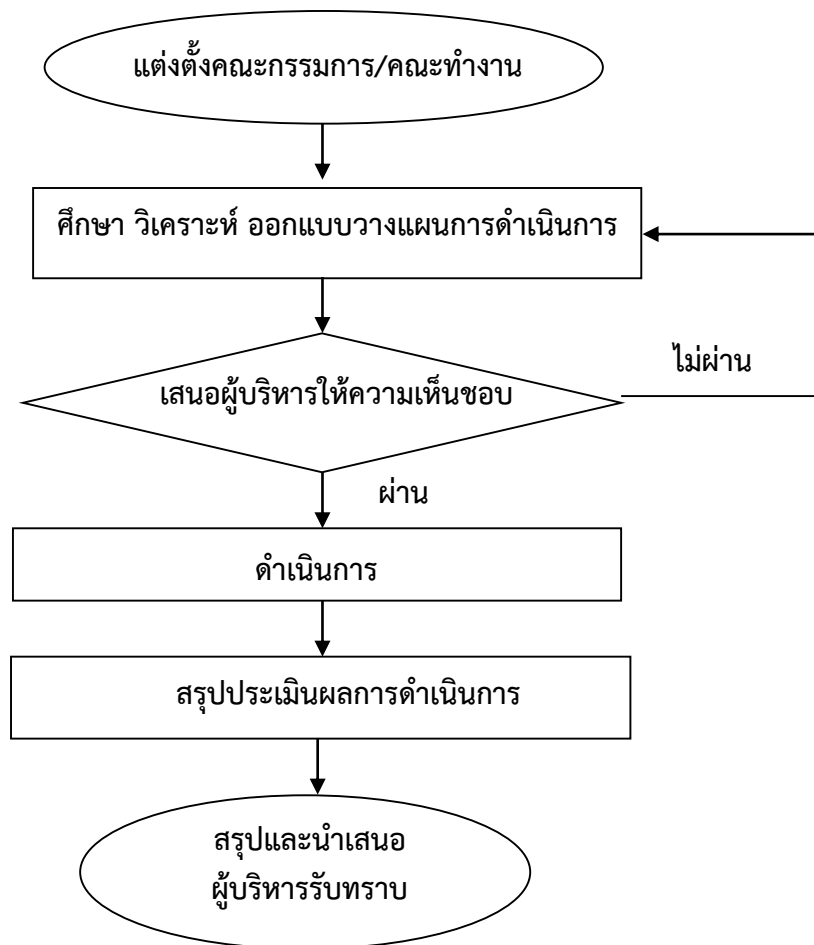 แต่งตั้งคณะกรรมการ/คณะทำงาน
ศึกษา วิเคราะห์ ออกแบบวางแผนการดำเนินการ
ไม่ผ่าน
เสนอผู้บริหารให้ความเห็นชอบ
ผ่าน
ดำเนินการ
สรุปประเมินผลการดำเนินการ
สรุปและนำเสนอ
ผู้บริหารรับทราบ